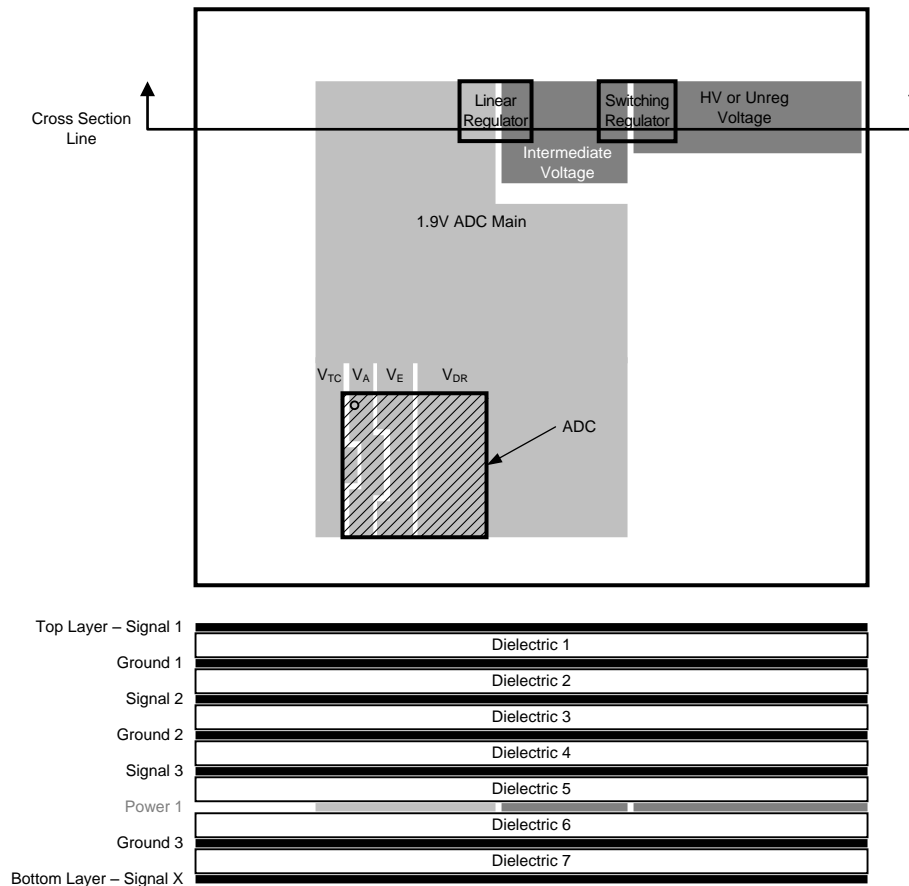 Linear
Regulator
Switching
Regulator
HV or Unreg
Voltage
Cross Section
Line
Intermediate
Voltage
1.9V ADC Main
VTC VA VE VDR
ADC
Top Layer – Signal 1
Dielectric 1
Ground 1
Dielectric 2
Signal 2
Dielectric 3
Ground 2
Dielectric 4
Signal 3
Dielectric 5
Power 1
Dielectric 6
Ground 3
Dielectric 7
Bottom Layer – Signal X